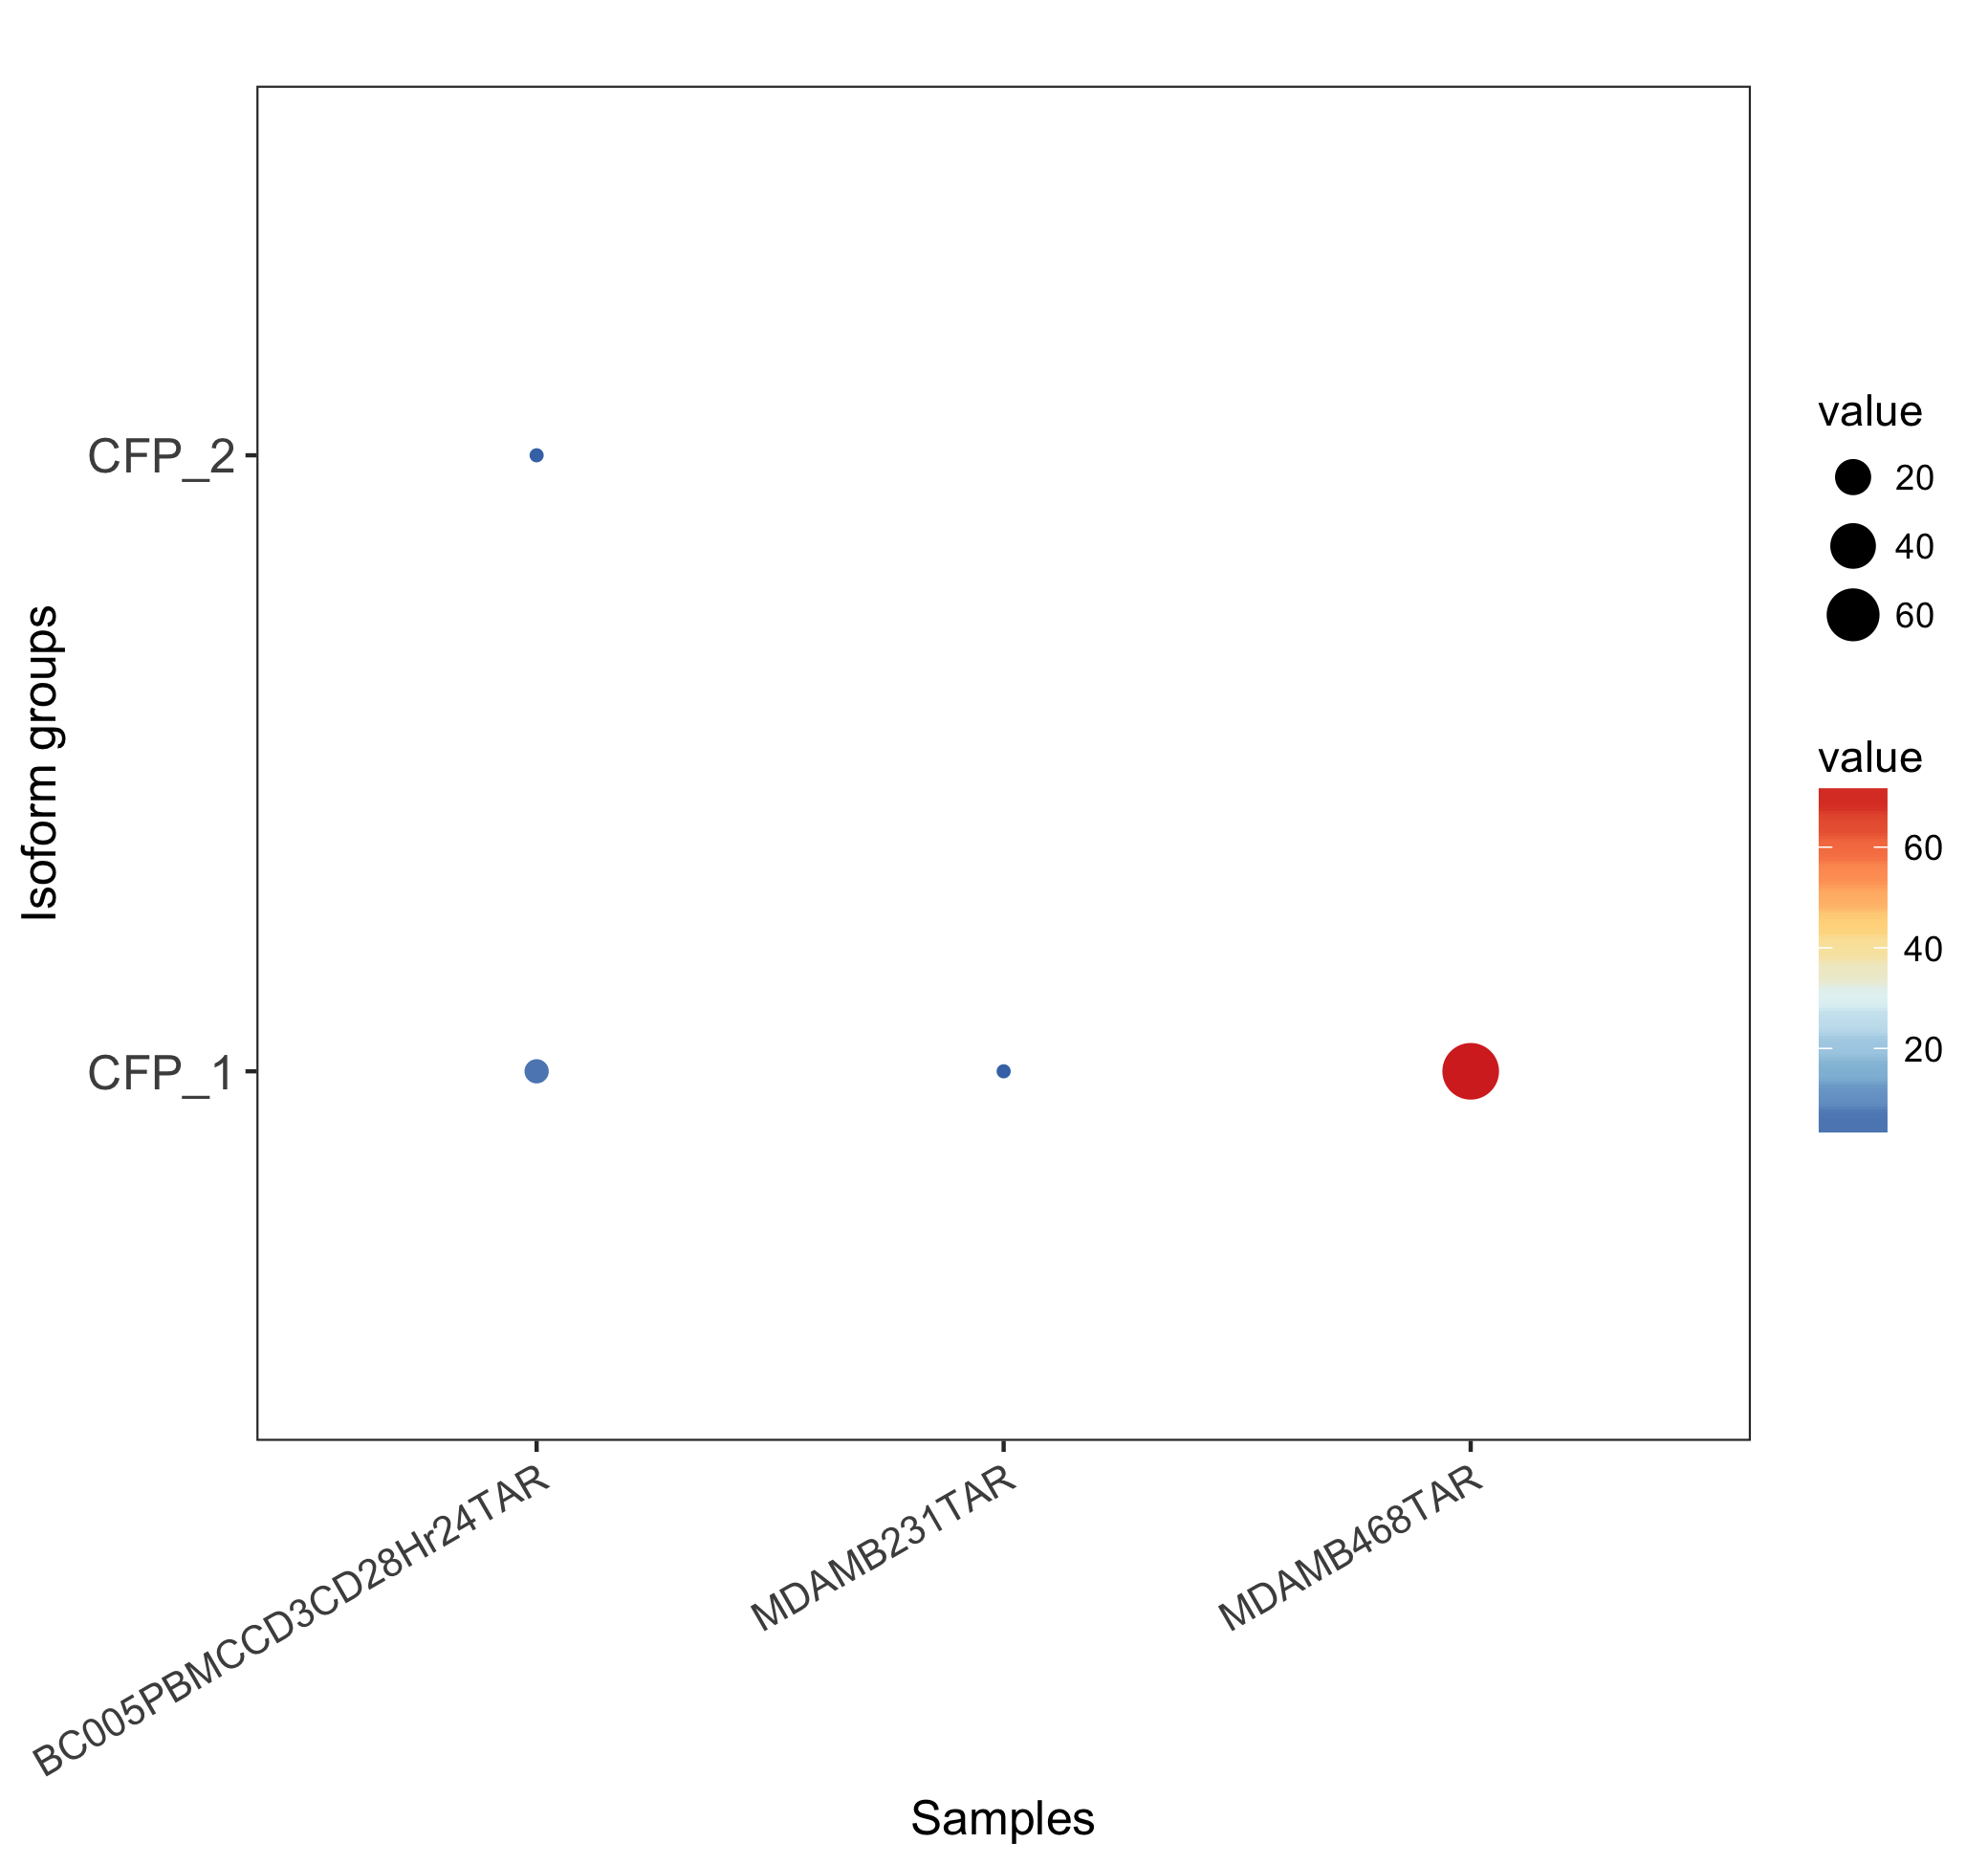 CFP_2
CFP_1
Isoform groups
BC005PBMCCD3CD28Hr24TAR
MDAMB231TAR
MDAMB468TAR
Samples
value
20
40
60
value
60
40
20